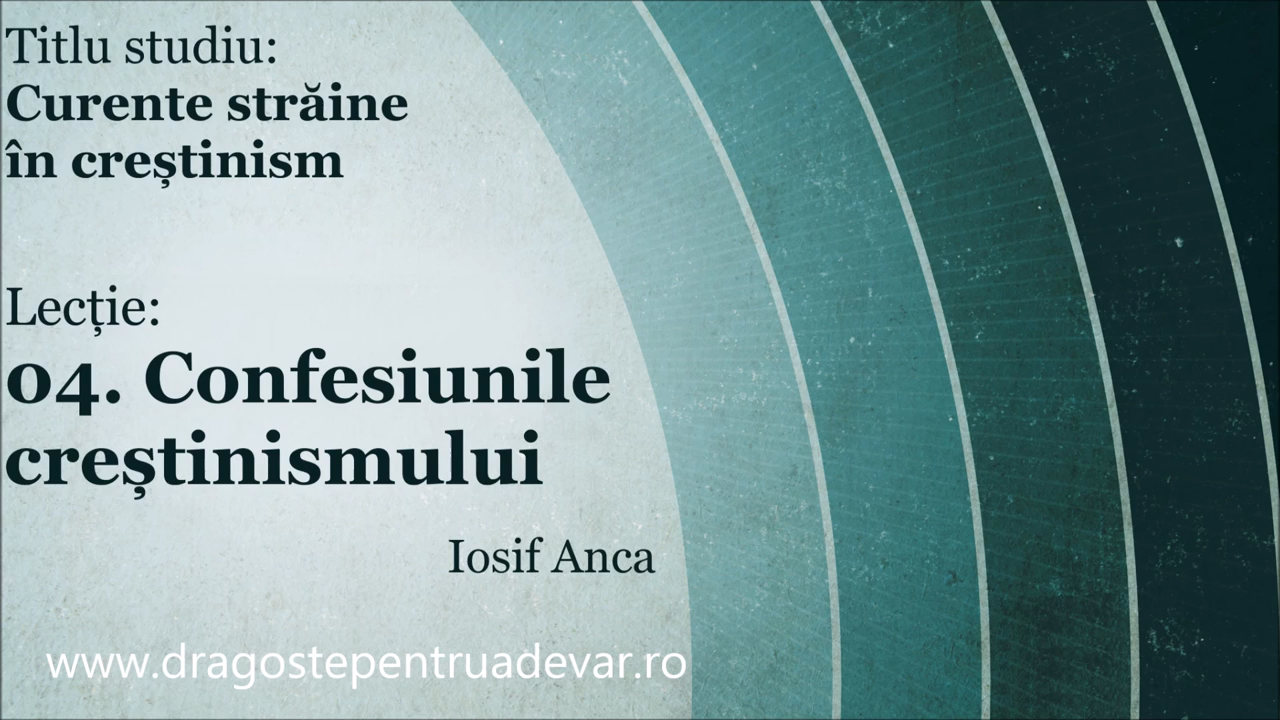 Titlu studiu:
Curente străine
în creștinism
Lecție:
04. Confesiunile
creștinismului
Iosif Anca
www.dragostepentruadevar.ro